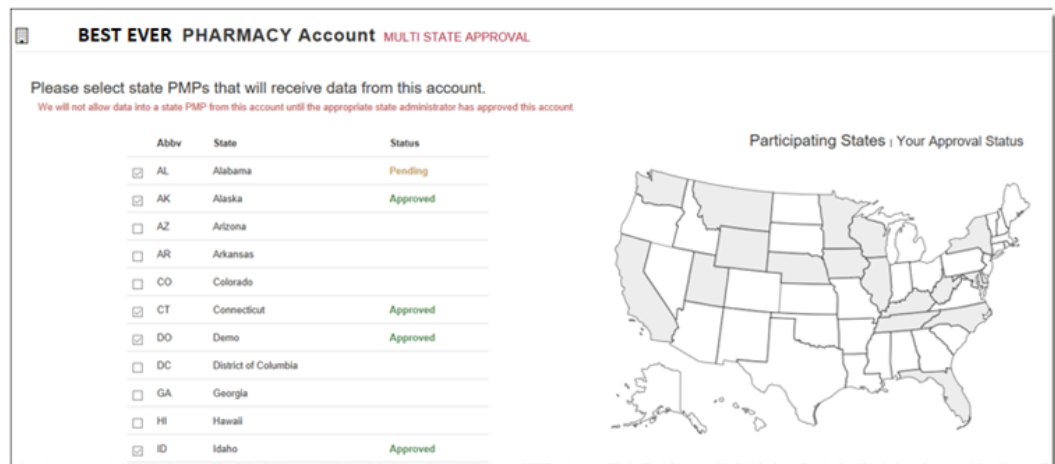 BEST EVER PHARMACY Account MULTI STATE APPROVAL
Please select state PMPs that will receive data from this account.
We will not allow data into a state PMP from this account until the appropriate state administrator has approved this account.
Participating States | Your Approval Status
Abbv State Status
AL Alabama Pending
AK Alaska Approved
AZ Arizona
AR Arkansas
CO Colorado
CT Connecticut Approved
DO Demo Approved
DC District of Columbia
GA Georgia
HI Hawaii
ID Idaho Approved